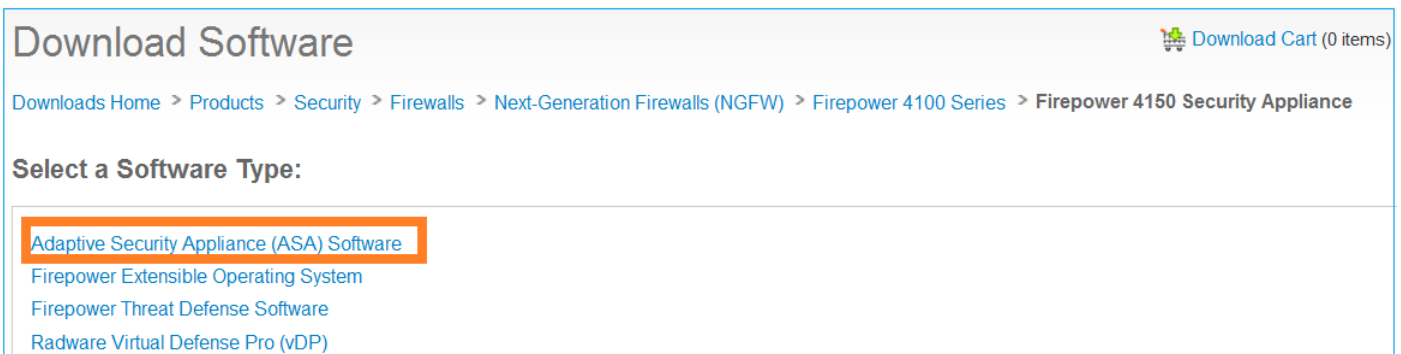 Download Software
Download Cart (0 items)
Downloads Home > Products > Security > Firewalls > Next-Generation Firewalls (NGFW) > Firepower 4100 Series > Firepower 4150 Security Appliance
Select a Software Type:
Adaptive Security Appliance (ASA) Software
Firepower Extensible Operating System
Firepower Threat Defense Software
Radware Virtual Defense Pro (vDP)